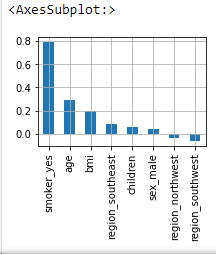 <AxesSubplot:>
0.8
0.6
0.4
0.2
0.0
smoker_yes
age
bmi
region_southeast
children
sex_male
region_northwest
region_southwest